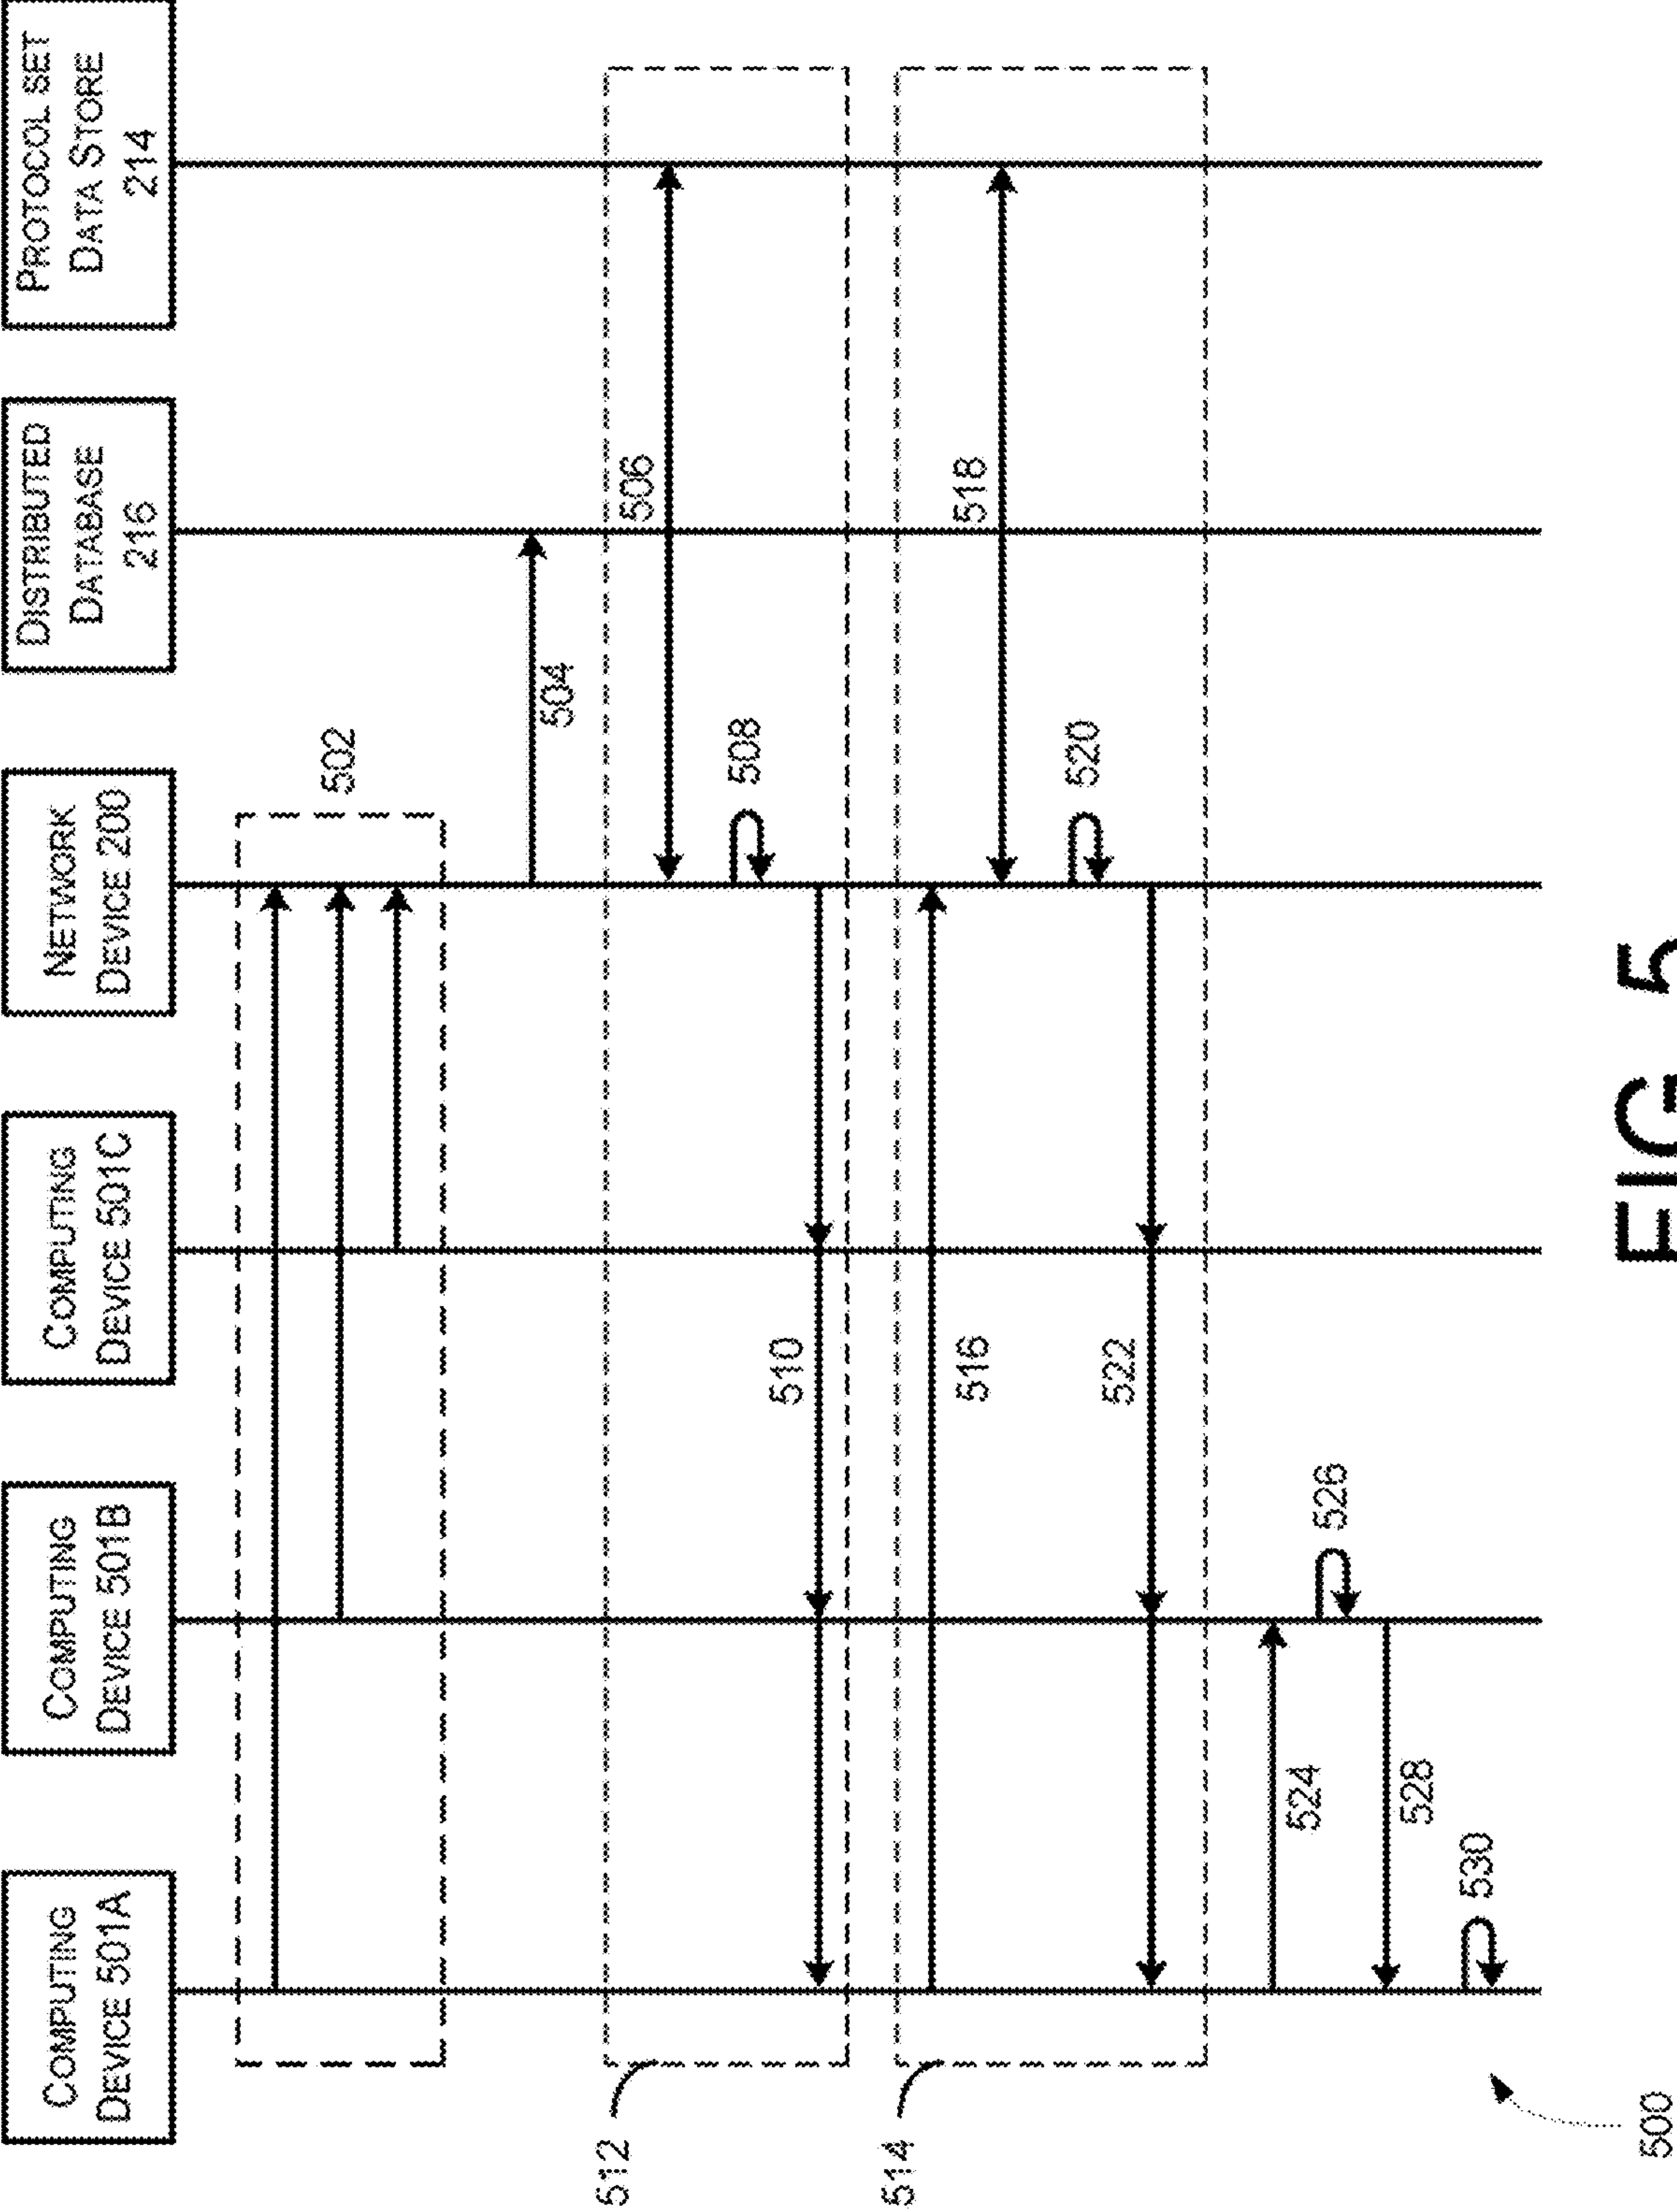 COMPUTING
DEVICE 501A
COMPUTING
DEVICE 501B
COMPUTING
DEVICE 501C
NETWORK
DEVICE 200
DISTRIBUTED
DATABASE
216
PROTOCOL SET
DATA STORE
214
502
504
512
506
508
510
514
516
518
520
522
524
526
528
530
500
FIG. 5